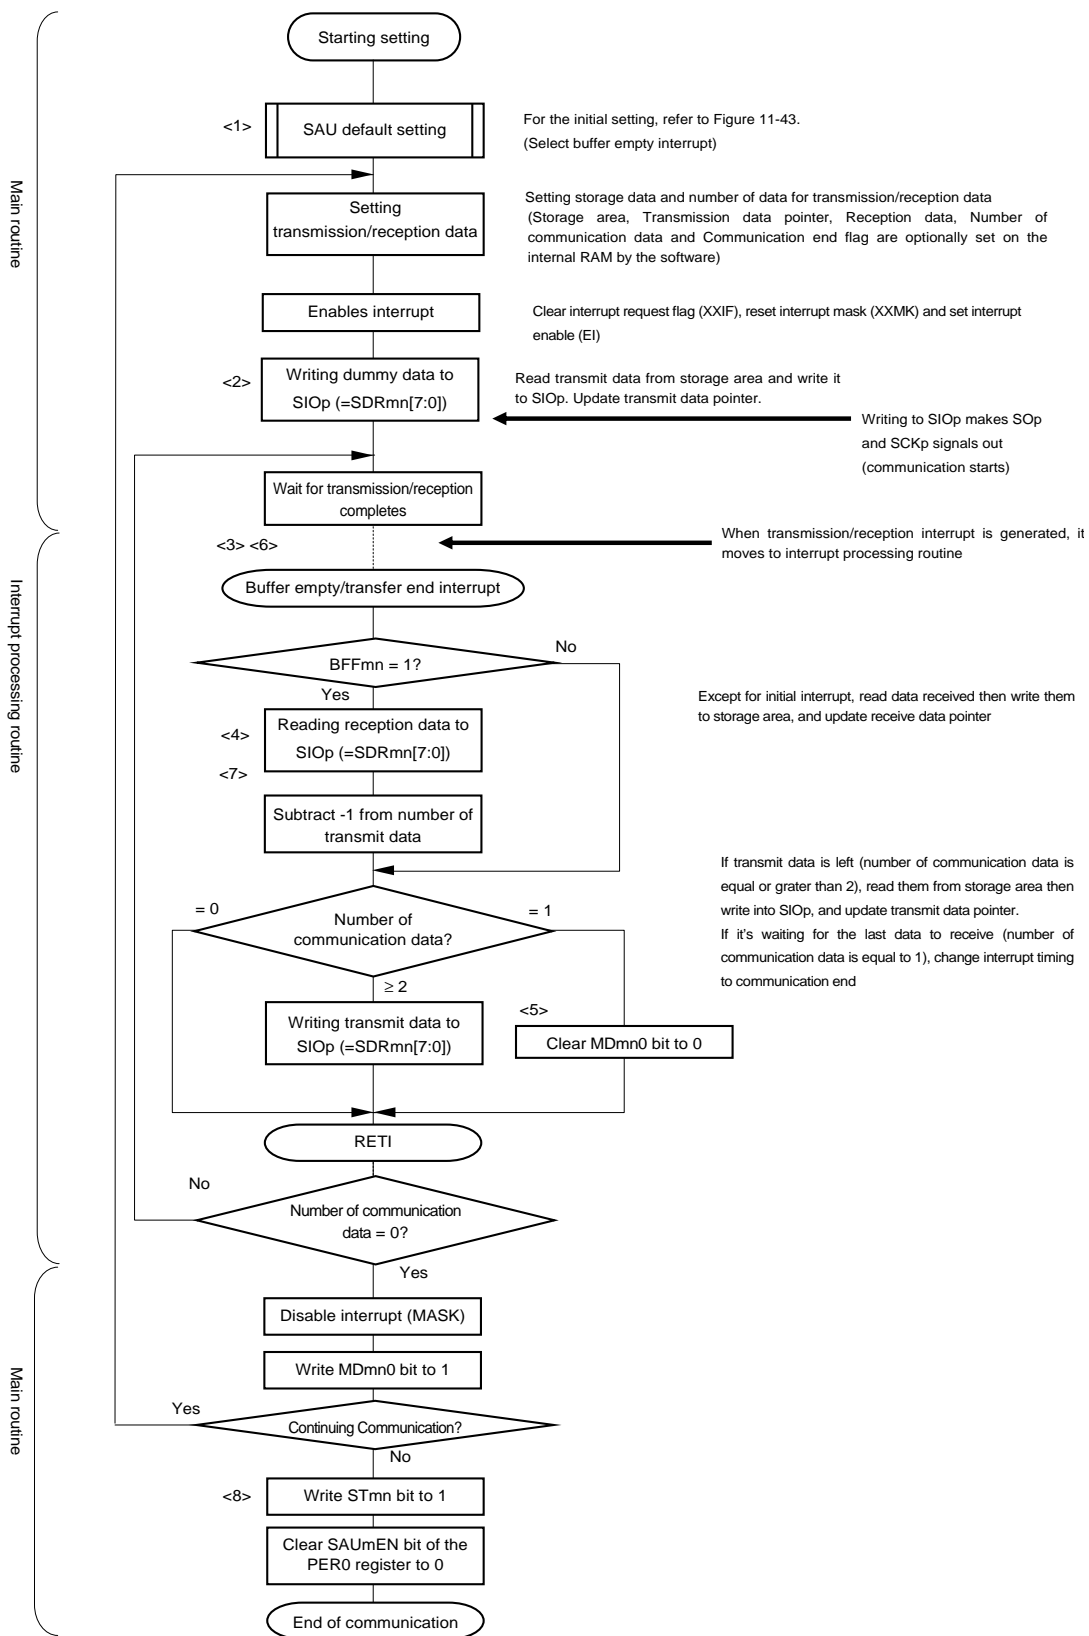 Starting setting
<1>
SAU default setting
For the initial setting, refer to Figure 11-43.
(Select buffer empty interrupt)
Main routine
Setting
transmission/reception data
Setting storage data and number of data for transmission/reception data
(Storage area, Transmission data pointer, Reception data, Number of
communication data and Communication end flag are optionally set on the
internal RAM by the software)
Enables interrupt
Clear interrupt request flag (XXIF), reset interrupt mask (XXMK) and set interrupt
enable (EI)
<2>
Writing dummy data to
SIOp (=SDRmn[7:0])
Read transmit data from storage area and write it
to SIOp. Update transmit data pointer.
Writing to SIOp makes SOp
and SCKp signals out
(communication starts)
Wait for transmission/reception
completes
<3> <6>
When transmission/reception interrupt is generated, it
moves to interrupt processing routine
Interrupt processing routine
Buffer empty/transfer end interrupt
BFFmn = 1?
No
Yes
Except for initial interrupt, read data received then write them
to storage area, and update receive data pointer
<4>
Reading reception data to
SIOp (=SDRmn[7:0])
<7>
Subtract -1 from number of
transmit data
If transmit data is left (number of communication data is
equal or grater than 2), read them from storage area then
write into SIOp, and update transmit data pointer.
If it's waiting for the last data to receive (number of
communication data is equal to 1), change interrupt timing
to communication end
= 0
Number of
communication data?
= 1
≥ 2
Writing transmit data to
SIOp (=SDRmn[7:0])
<5>
Clear MDmn0 bit to 0
RETI
No
Number of communication
data = 0?
Yes
Main routine
Disable interrupt (MASK)
Write MDmn0 bit to 1
Yes
Continuing Communication?
No
<8>
Write STmn bit to 1
Clear SAUmEN bit of the
PER0 register to 0
End of communication